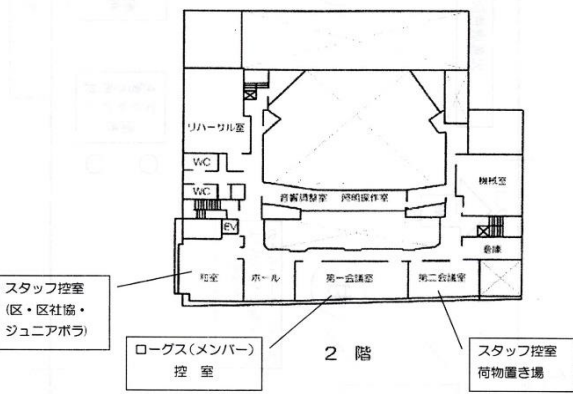 リハーサル室
WC
WC
音響調整室 照明操作室
機械室
EV
倉庫
和室
ホール
第一会議室
第二会議室
スタッフ控室
(区・区社協・
ジュニアボラ)
ローグス(メンバー)
控 室
2 階
スタッフ控室
荷物置き場